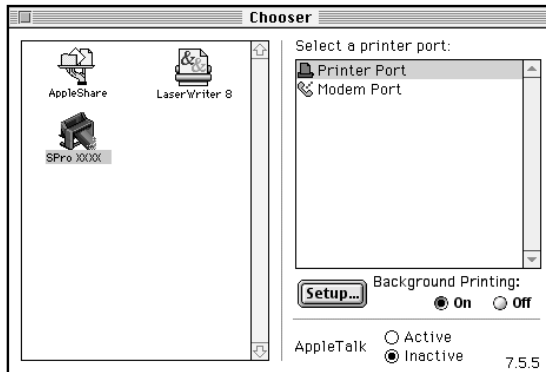 Chooser
AppleShare
LaserWriter 8
SPro XXXX
Select a printer port:
Printer Port
Modem Port
Setup...
Background Printing:
On Off
AppleTalk
Active
Inactive
7.5.5